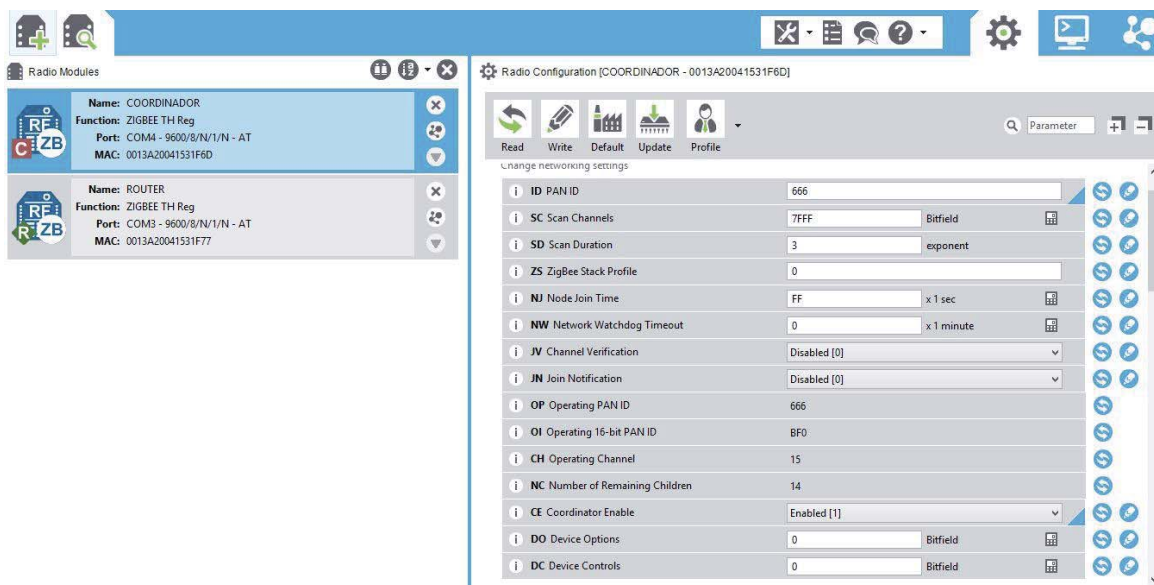 Radio Modules
Name: COORDINADOR
Function: ZIGBEE TH Reg
Port: COM4 - 9600/8/N/1/N - AT
MAC: 0013A20041531F6D
C RF ZB
Name: ROUTER
Function: ZIGBEE TH Reg
Port: COM3 - 9600/8/N/1/N - AT
MAC: 0013A20041531F77
R RF ZB
Radio Configuration [COORDINADOR - 0013A20041531F6D]
Read Write Default Update Profile
Parameter
Change networking settings
i ID PAN ID 666
i SC Scan Channels 7FFF Bitfield
i SD Scan Duration 3 exponent
i ZS ZigBee Stack Profile 0
i NJ Node Join Time FF x 1 sec
i NW Network Watchdog Timeout 0 x 1 minute
i JV Channel Verification Disabled [0]
i JN Join Notification Disabled [0]
i OP Operating PAN ID 666
i OI Operating 16-bit PAN ID BF0
i CH Operating Channel 15
i NC Number of Remaining Children 14
i CE Coordinator Enable Enabled [1]
i DO Device Options 0 Bitfield
i DC Device Controls 0 Bitfield